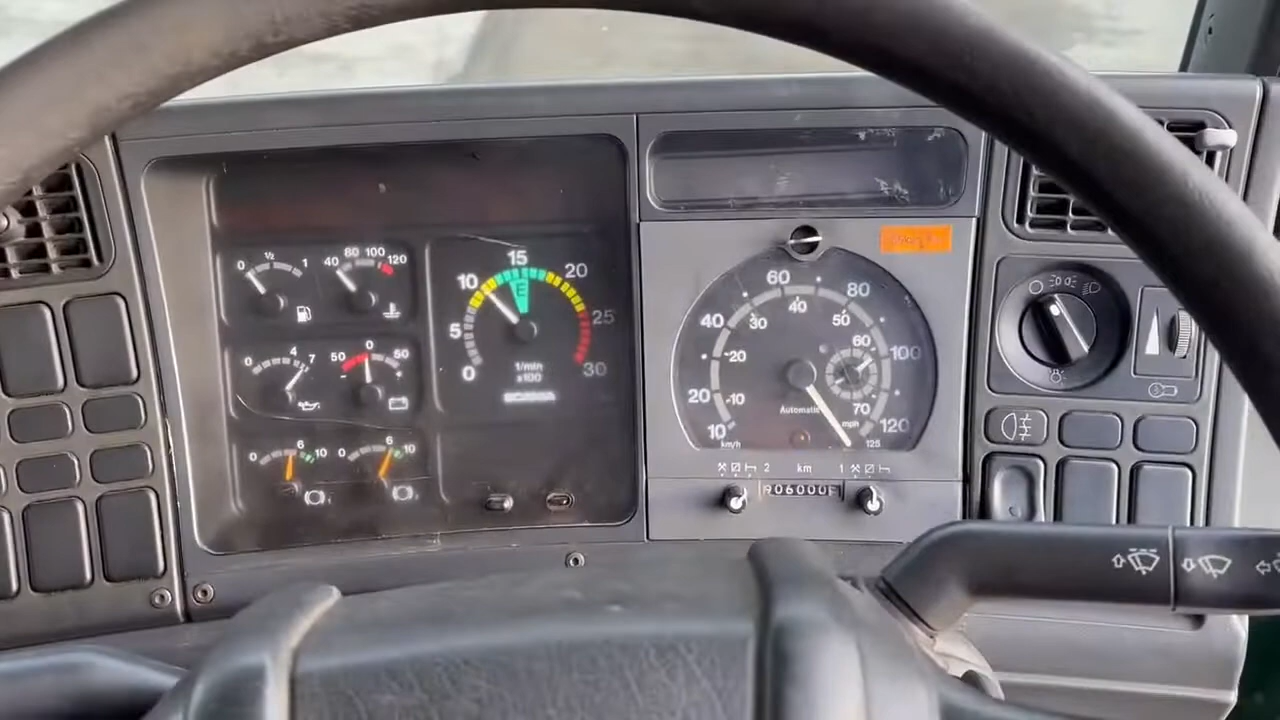 0 ½ 1
40 80 100 120
0 4 7
50 0 50
0 6 10
0 6 10
0 5 10 15 20 25 30
E
1/min
x100
SCANIA
10 20 40 60 80 100 120 125
km/h
10 20 30 40 50 60 70
mph
Automatic
2 km 1